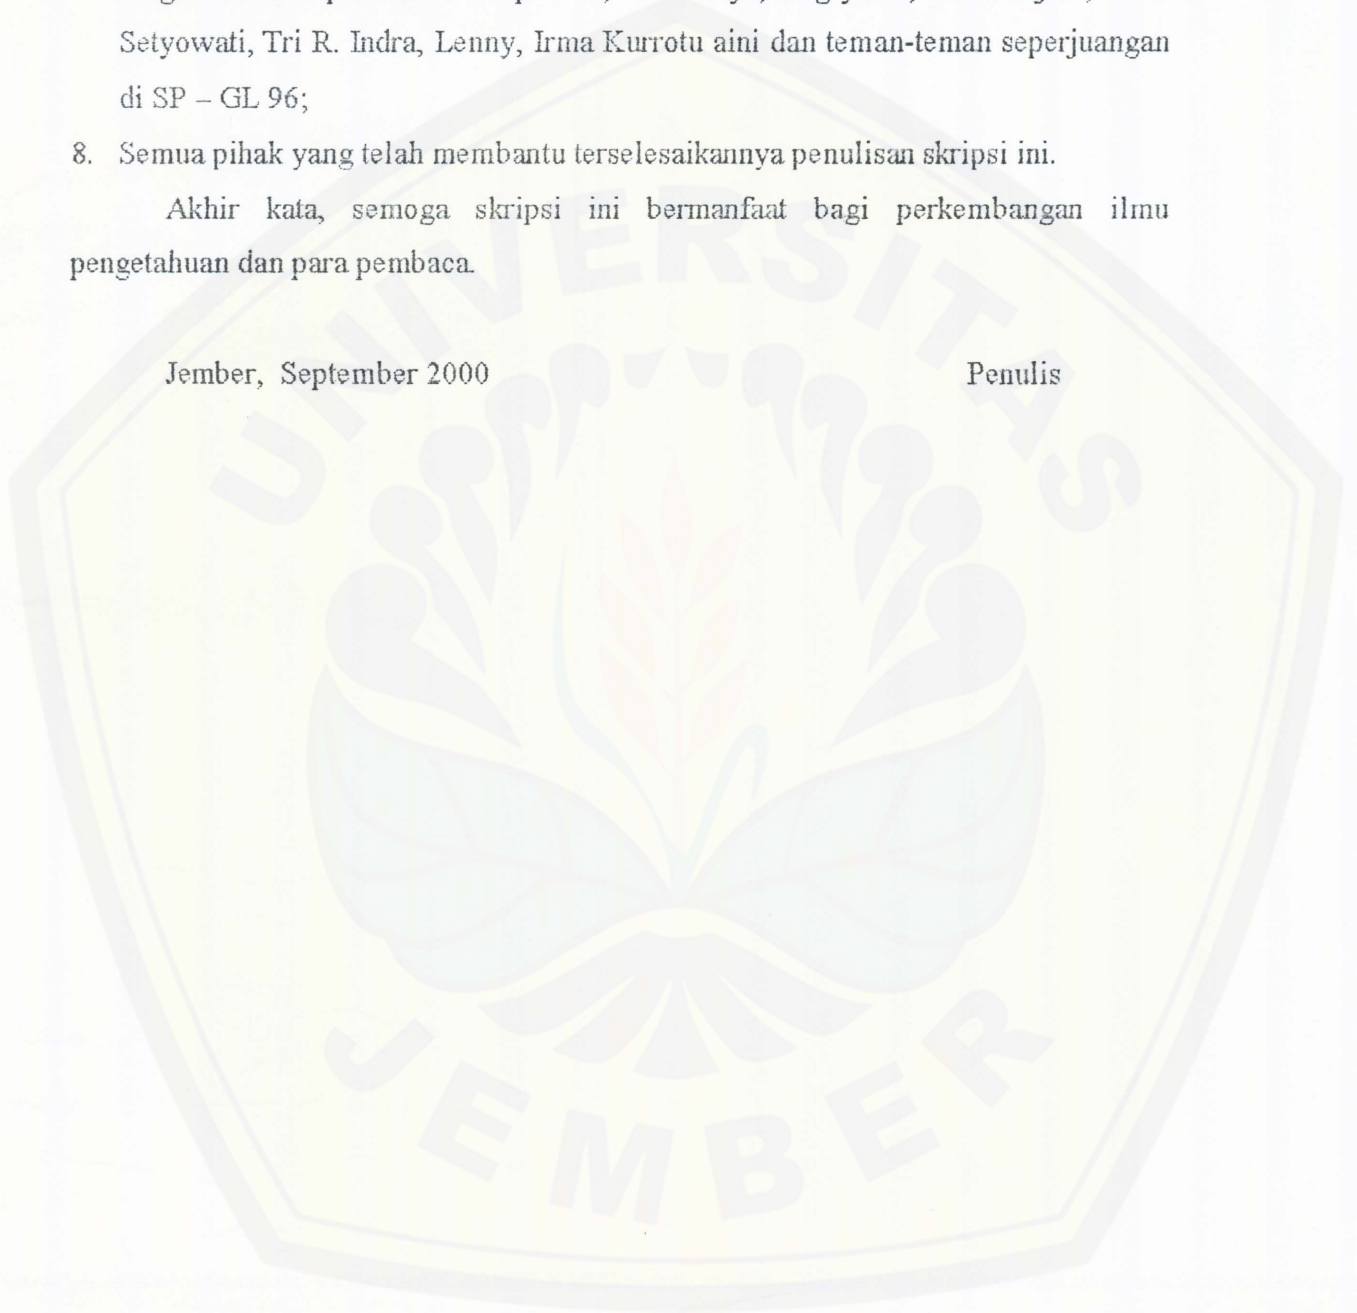 Setyowati, Tri R. Indra, Lenny, Irma Kurrotu aini dan teman-teman seperjuangan
di SP – GL 96;
8. Semua pihak yang telah membantu terselesaikannya penulisan skripsi ini.
Akhir kata, semoga skripsi ini bermanfaat bagi perkembangan ilmu
pengetahuan dan para pembaca.
Jember, September 2000 Penulis
UNIVERSITAS
JEMBER